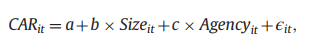 CAR_it = a + b × Size_it + c × Agency_it + ϵ_it,